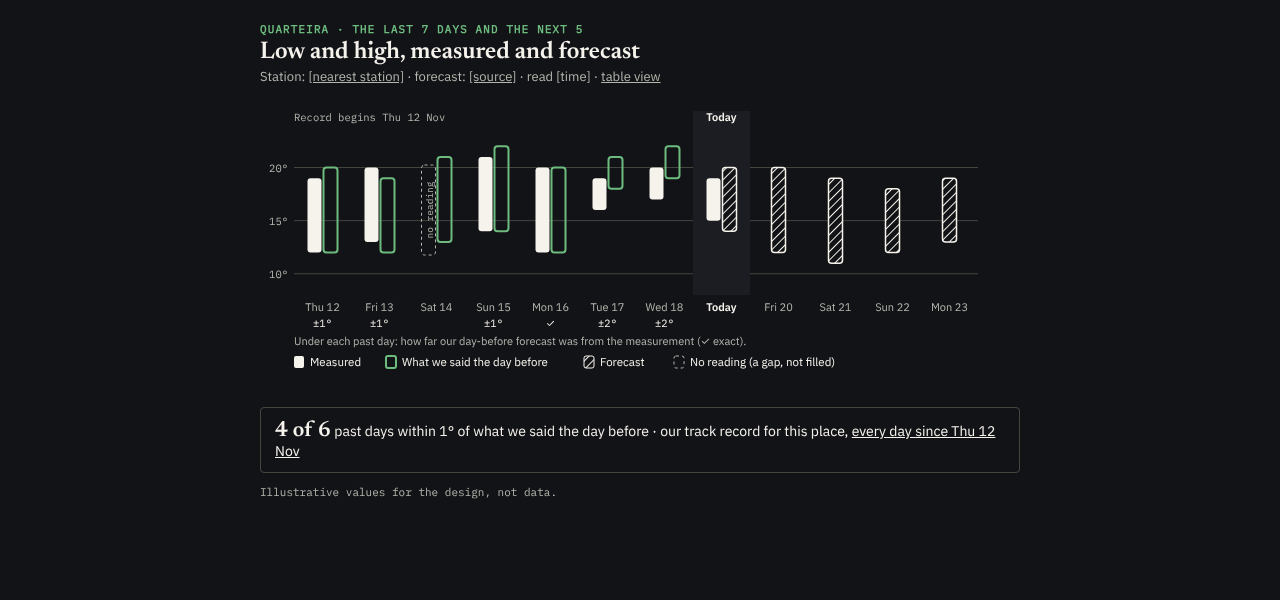 QUARTEIRA · THE LAST 7 DAYS AND THE NEXT 5
Low and high, measured and forecast
Station: [nearest station] · forecast: [source] · read [time] · table view
Record begins Thu 12 Nov
Today
20°
15°
10°
no reading
Thu 12 Fri 13 Sat 14 Sun 15 Mon 16 Tue 17 Wed 18 Today Fri 20 Sat 21 Sun 22 Mon 23
±1° ±1° ±1° ✓ ±2° ±2°
Under each past day: how far our day-before forecast was from the measurement (✓ exact).
Measured What we said the day before Forecast No reading (a gap, not filled)
4 of 6 past days within 1° of what we said the day before · our track record for this place, every day since Thu 12
Nov
Illustrative values for the design, not data.